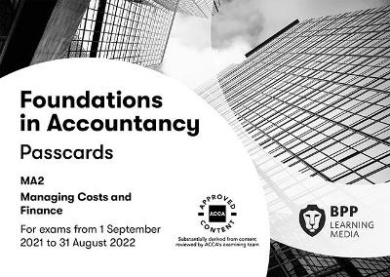 Foundations
in Accountancy
Passcards
MA2
Managing Costs and
Finance
For exams from 1 September
2021 to 31 August 2022
APPROVED
ACCA
CONTENT
Substantially derived from content
reviewed by ACCA's examining team
BPP
LEARNING
MEDIA